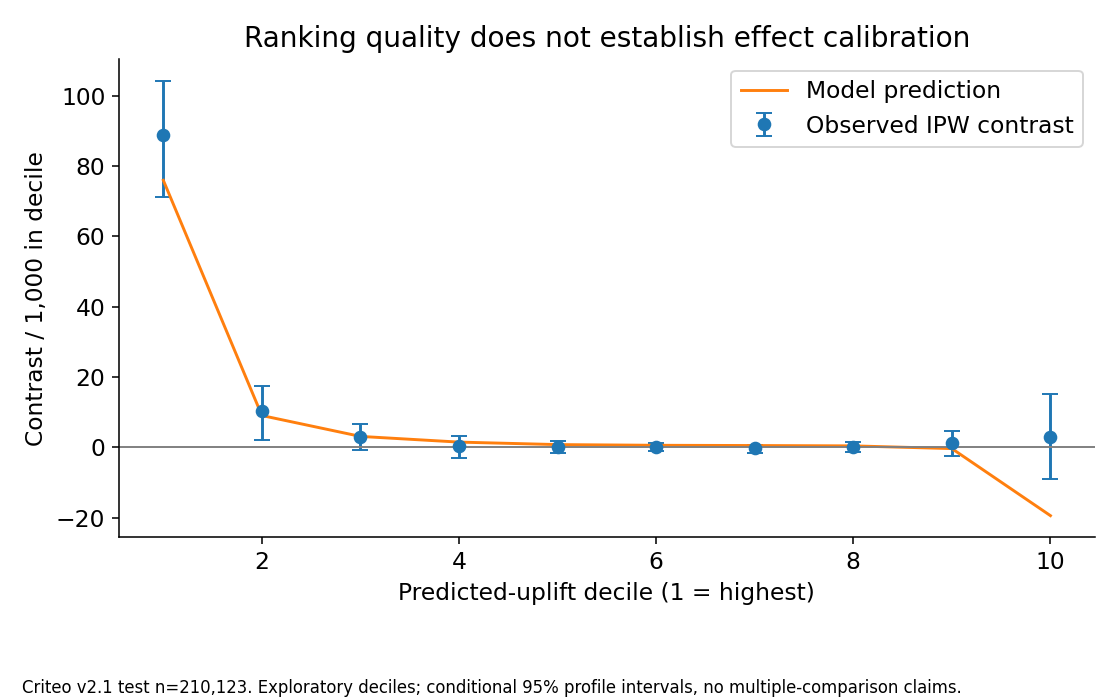 Ranking quality does not establish effect calibration
Model prediction
Observed IPW contrast
Contrast / 1,000 in decile
100
80
60
40
20
0
−20
2
4
6
8
10
Predicted-uplift decile (1 = highest)
Criteo v2.1 test n=210,123. Exploratory deciles; conditional 95% profile intervals, no multiple-comparison claims.